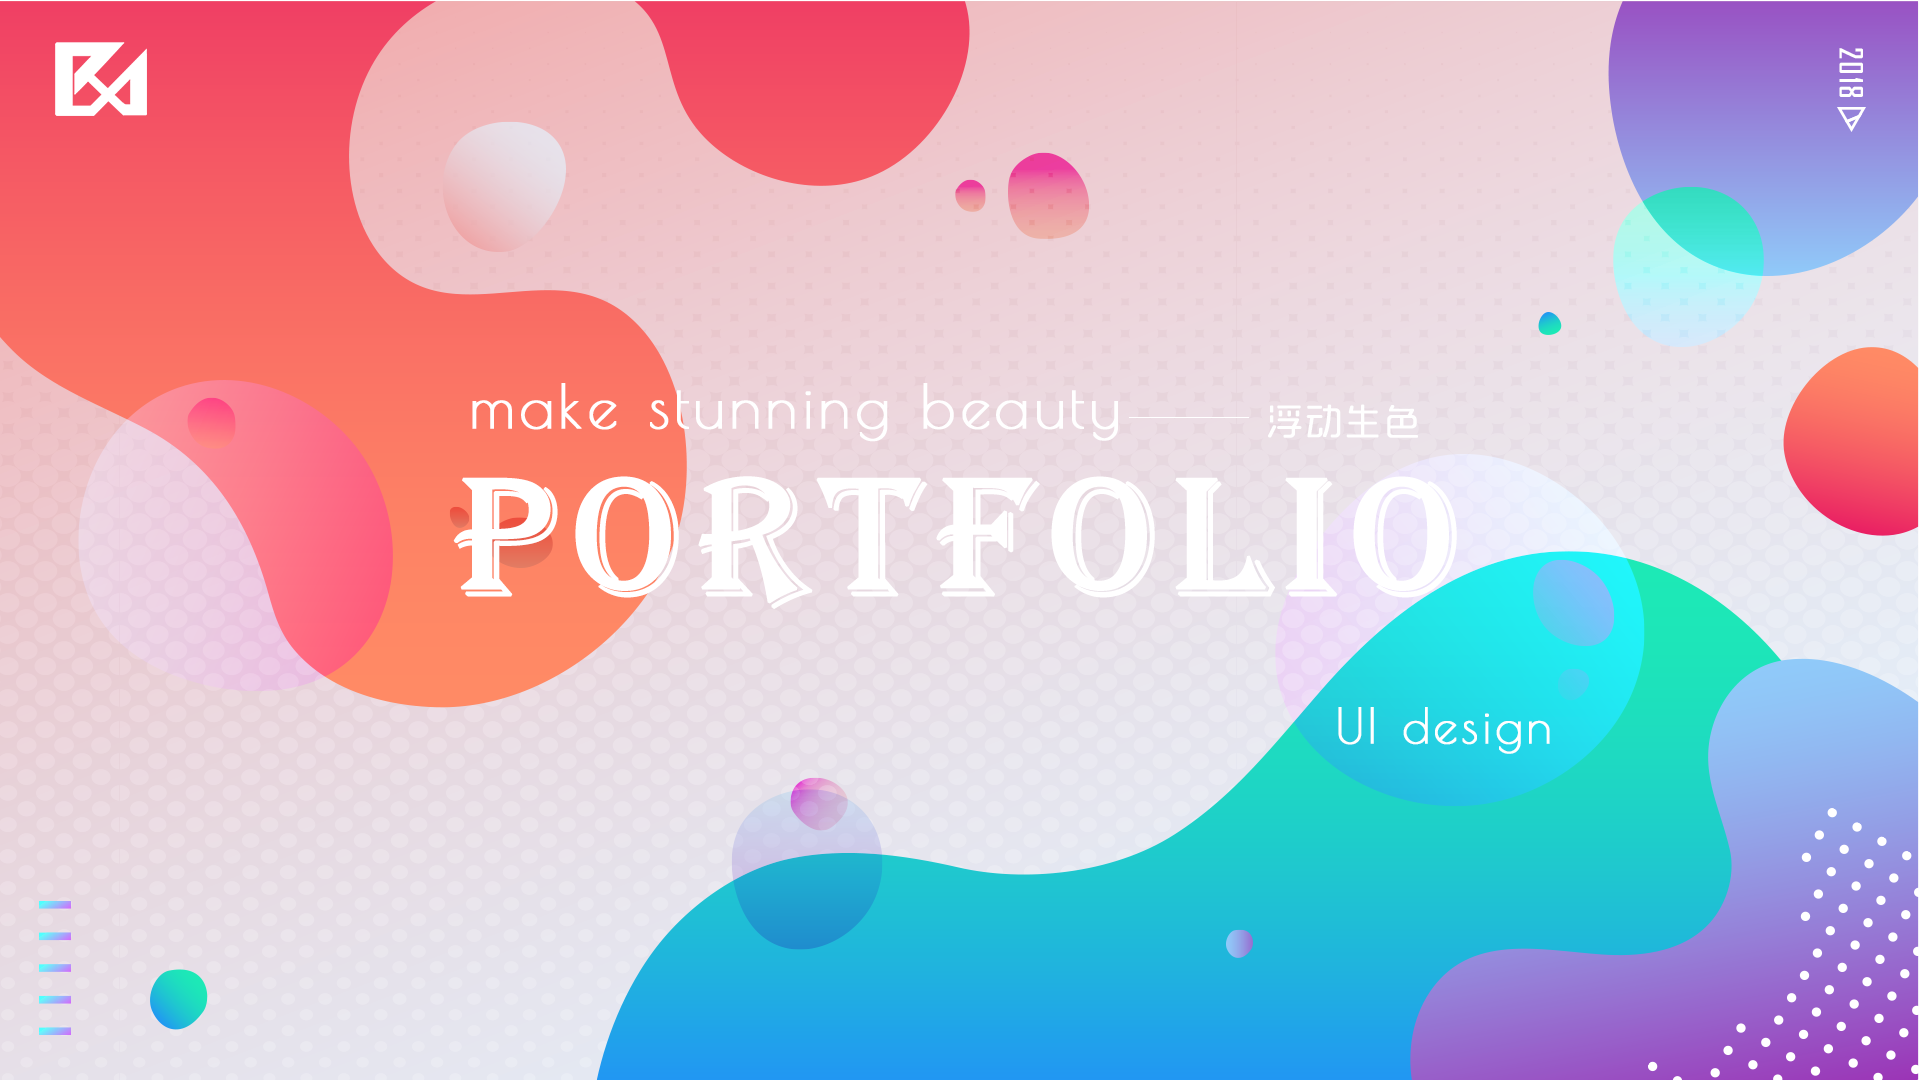 2018
make stunning beauty
浮动生色
PORTFOLIO
UI design